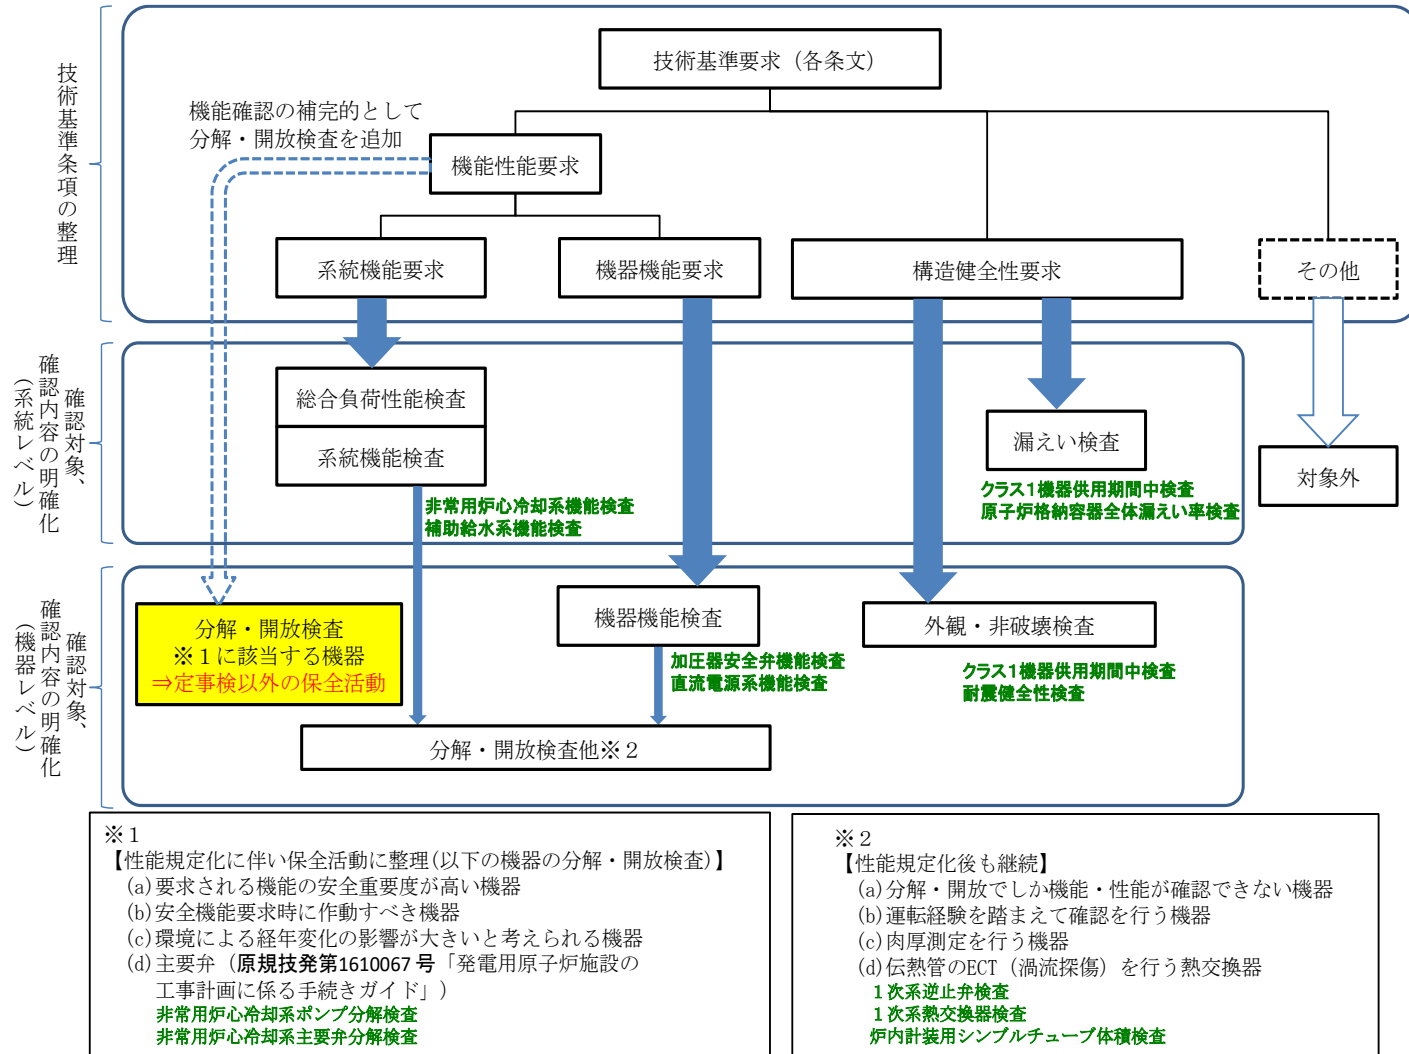 技術基準条項の整理
技術基準要求（各条文）
機能確認の補完的として
分解・開放検査を追加
機能性能要求
系統機能要求
機器機能要求
構造健全性要求
その他
確認対象、
確認内容の明確化
（系統レベル）
総合負荷性能検査
系統機能検査
非常用炉心冷却系機能検査
補助給水系機能検査
漏えい検査
クラス1機器供用期間中検査
原子炉格納容器全体漏えい率検査
対象外
確認対象、
確認内容の明確化
（機器レベル）
分解・開放検査
※１に該当する機器
⇒定事検以外の保全活動
機器機能検査
加圧器安全弁機能検査
直流電源系機能検査
外観・非破壊検査
クラス1機器供用期間中検査
耐震健全性検査
分解・開放検査他※２
※１
【性能規定化に伴い保全活動に整理(以下の機器の分解・開放検査)】
(a)要求される機能の安全重要度が高い機器
(b)安全機能要求時に作動すべき機器
(c)環境による経年変化の影響が大きいと考えられる機器
(d)主要弁（原規技発第1610067 号「発電用原子炉施設の
工事計画に係る手続きガイド」）
非常用炉心冷却系ポンプ分解検査
非常用炉心冷却系主要弁分解検査
※２
【性能規定化後も継続】
(a)分解・開放でしか機能・性能が確認できない機器
(b)運転経験を踏まえて確認を行う機器
(c)肉厚測定を行う機器
(d)伝熱管のECT（渦流探傷）を行う熱交換器
１次系逆止弁検査
１次系熱交換器検査
炉内計装用シンブルチューブ体積検査